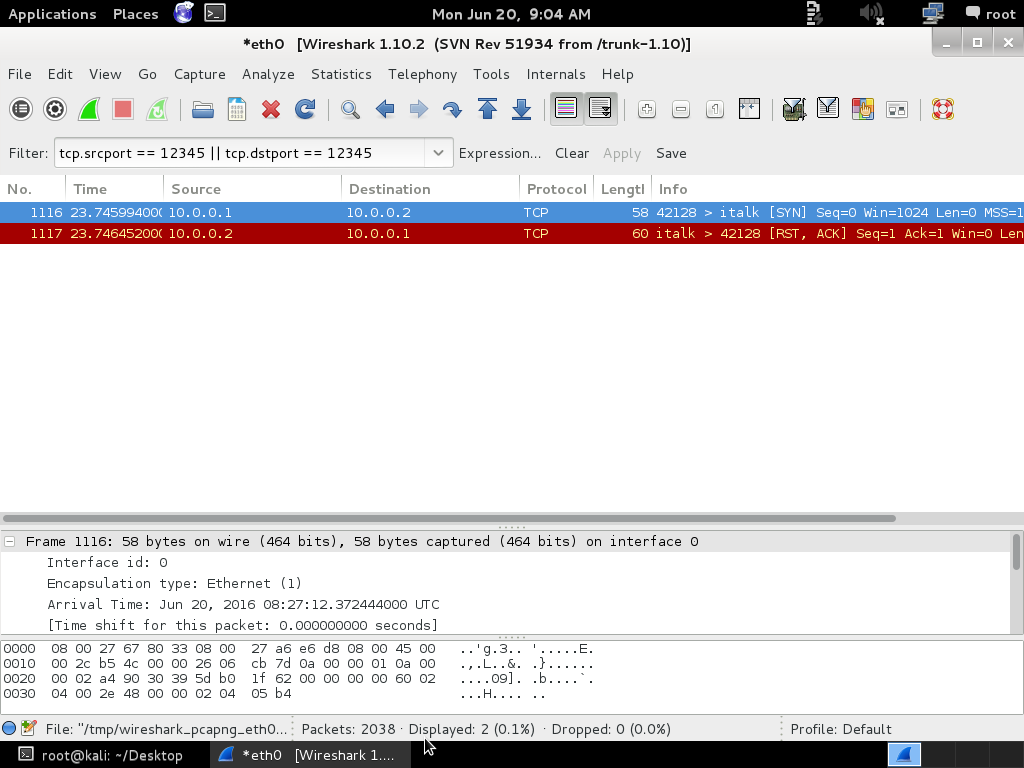 Applications Places Mon Jun 20, 9:04 AM root
*eth0 [Wireshark 1.10.2 (SVN Rev 51934 from /trunk-1.10)]
File Edit View Go Capture Analyze Statistics Telephony Tools Internals Help
Filter: tcp.srcport == 12345 || tcp.dstport == 12345 Expression... Clear Apply Save
No. Time Source Destination Protocol Lengtl Info
1116 23.745994000 10.0.0.1 10.0.0.2 TCP 58 42128 > italk [SYN] Seq=0 Win=1024 Len=0 MSS=1
1117 23.746452000 10.0.0.2 10.0.0.1 TCP 60 italk > 42128 [RST, ACK] Seq=1 Ack=1 Win=0 Len
Frame 1116: 58 bytes on wire (464 bits), 58 bytes captured (464 bits) on interface 0
Interface id: 0
Encapsulation type: Ethernet (1)
Arrival Time: Jun 20, 2016 08:27:12.372444000 UTC
[Time shift for this packet: 0.000000000 seconds]
0000 08 00 27 67 80 33 08 00 27 a6 e6 d8 08 00 45 00 ..'g.3.. '.....E.
0010 00 2c b5 4c 00 00 26 06 cb 7d 0a 00 00 01 0a 00 .,.L..&. .}......
0020 00 02 a4 90 30 39 5d b0 1f 62 00 00 00 00 60 02 ....09]. .b....`.
0030 04 00 2e 48 00 00 02 04 05 b4 ...H.... ..
File: "/tmp/wireshark_pcapng_eth0... Packets: 2038 · Displayed: 2 (0.1%) · Dropped: 0 (0.0%) Profile: Default
root@kali: ~/Desktop *eth0 [Wireshark 1....